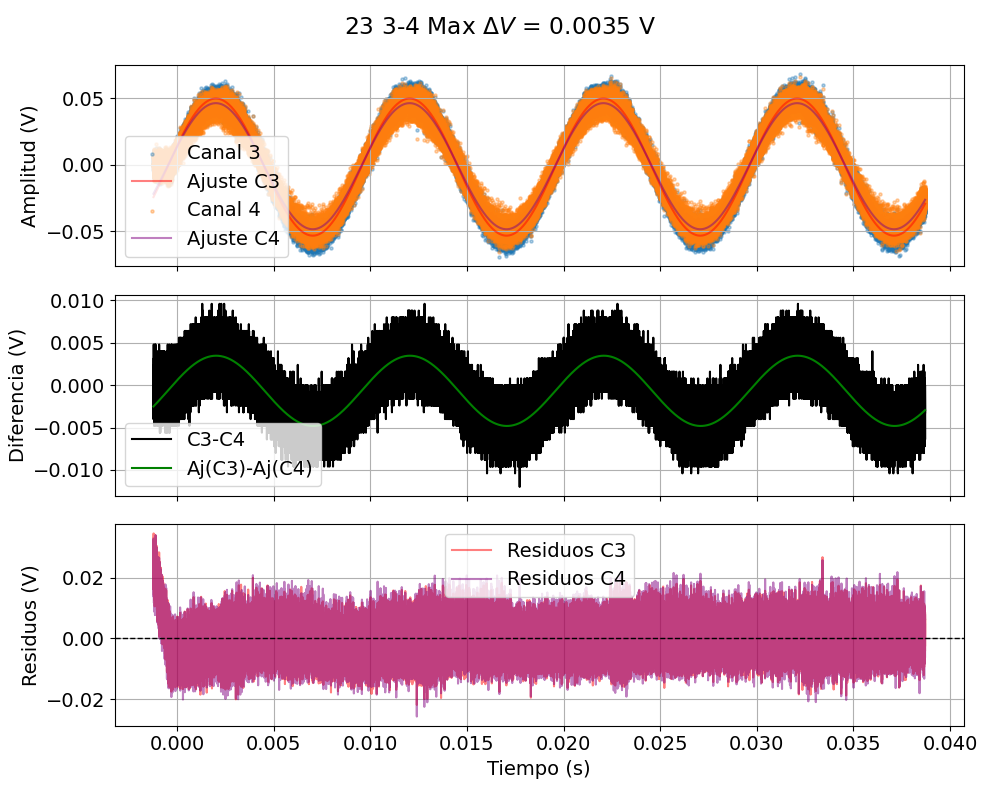 23 3-4 Max ΔV = 0.0035 V
Amplitud (V)
0.05
0.00
−0.05
Canal 3
Ajuste C3
Canal 4
Ajuste C4
Diferencia (V)
0.010
0.005
0.000
−0.005
−0.010
C3-C4
Aj(C3)-Aj(C4)
Residuos (V)
0.02
0.00
−0.02
Residuos C3
Residuos C4
0.000 0.005 0.010 0.015 0.020 0.025 0.030 0.035 0.040
Tiempo (s)